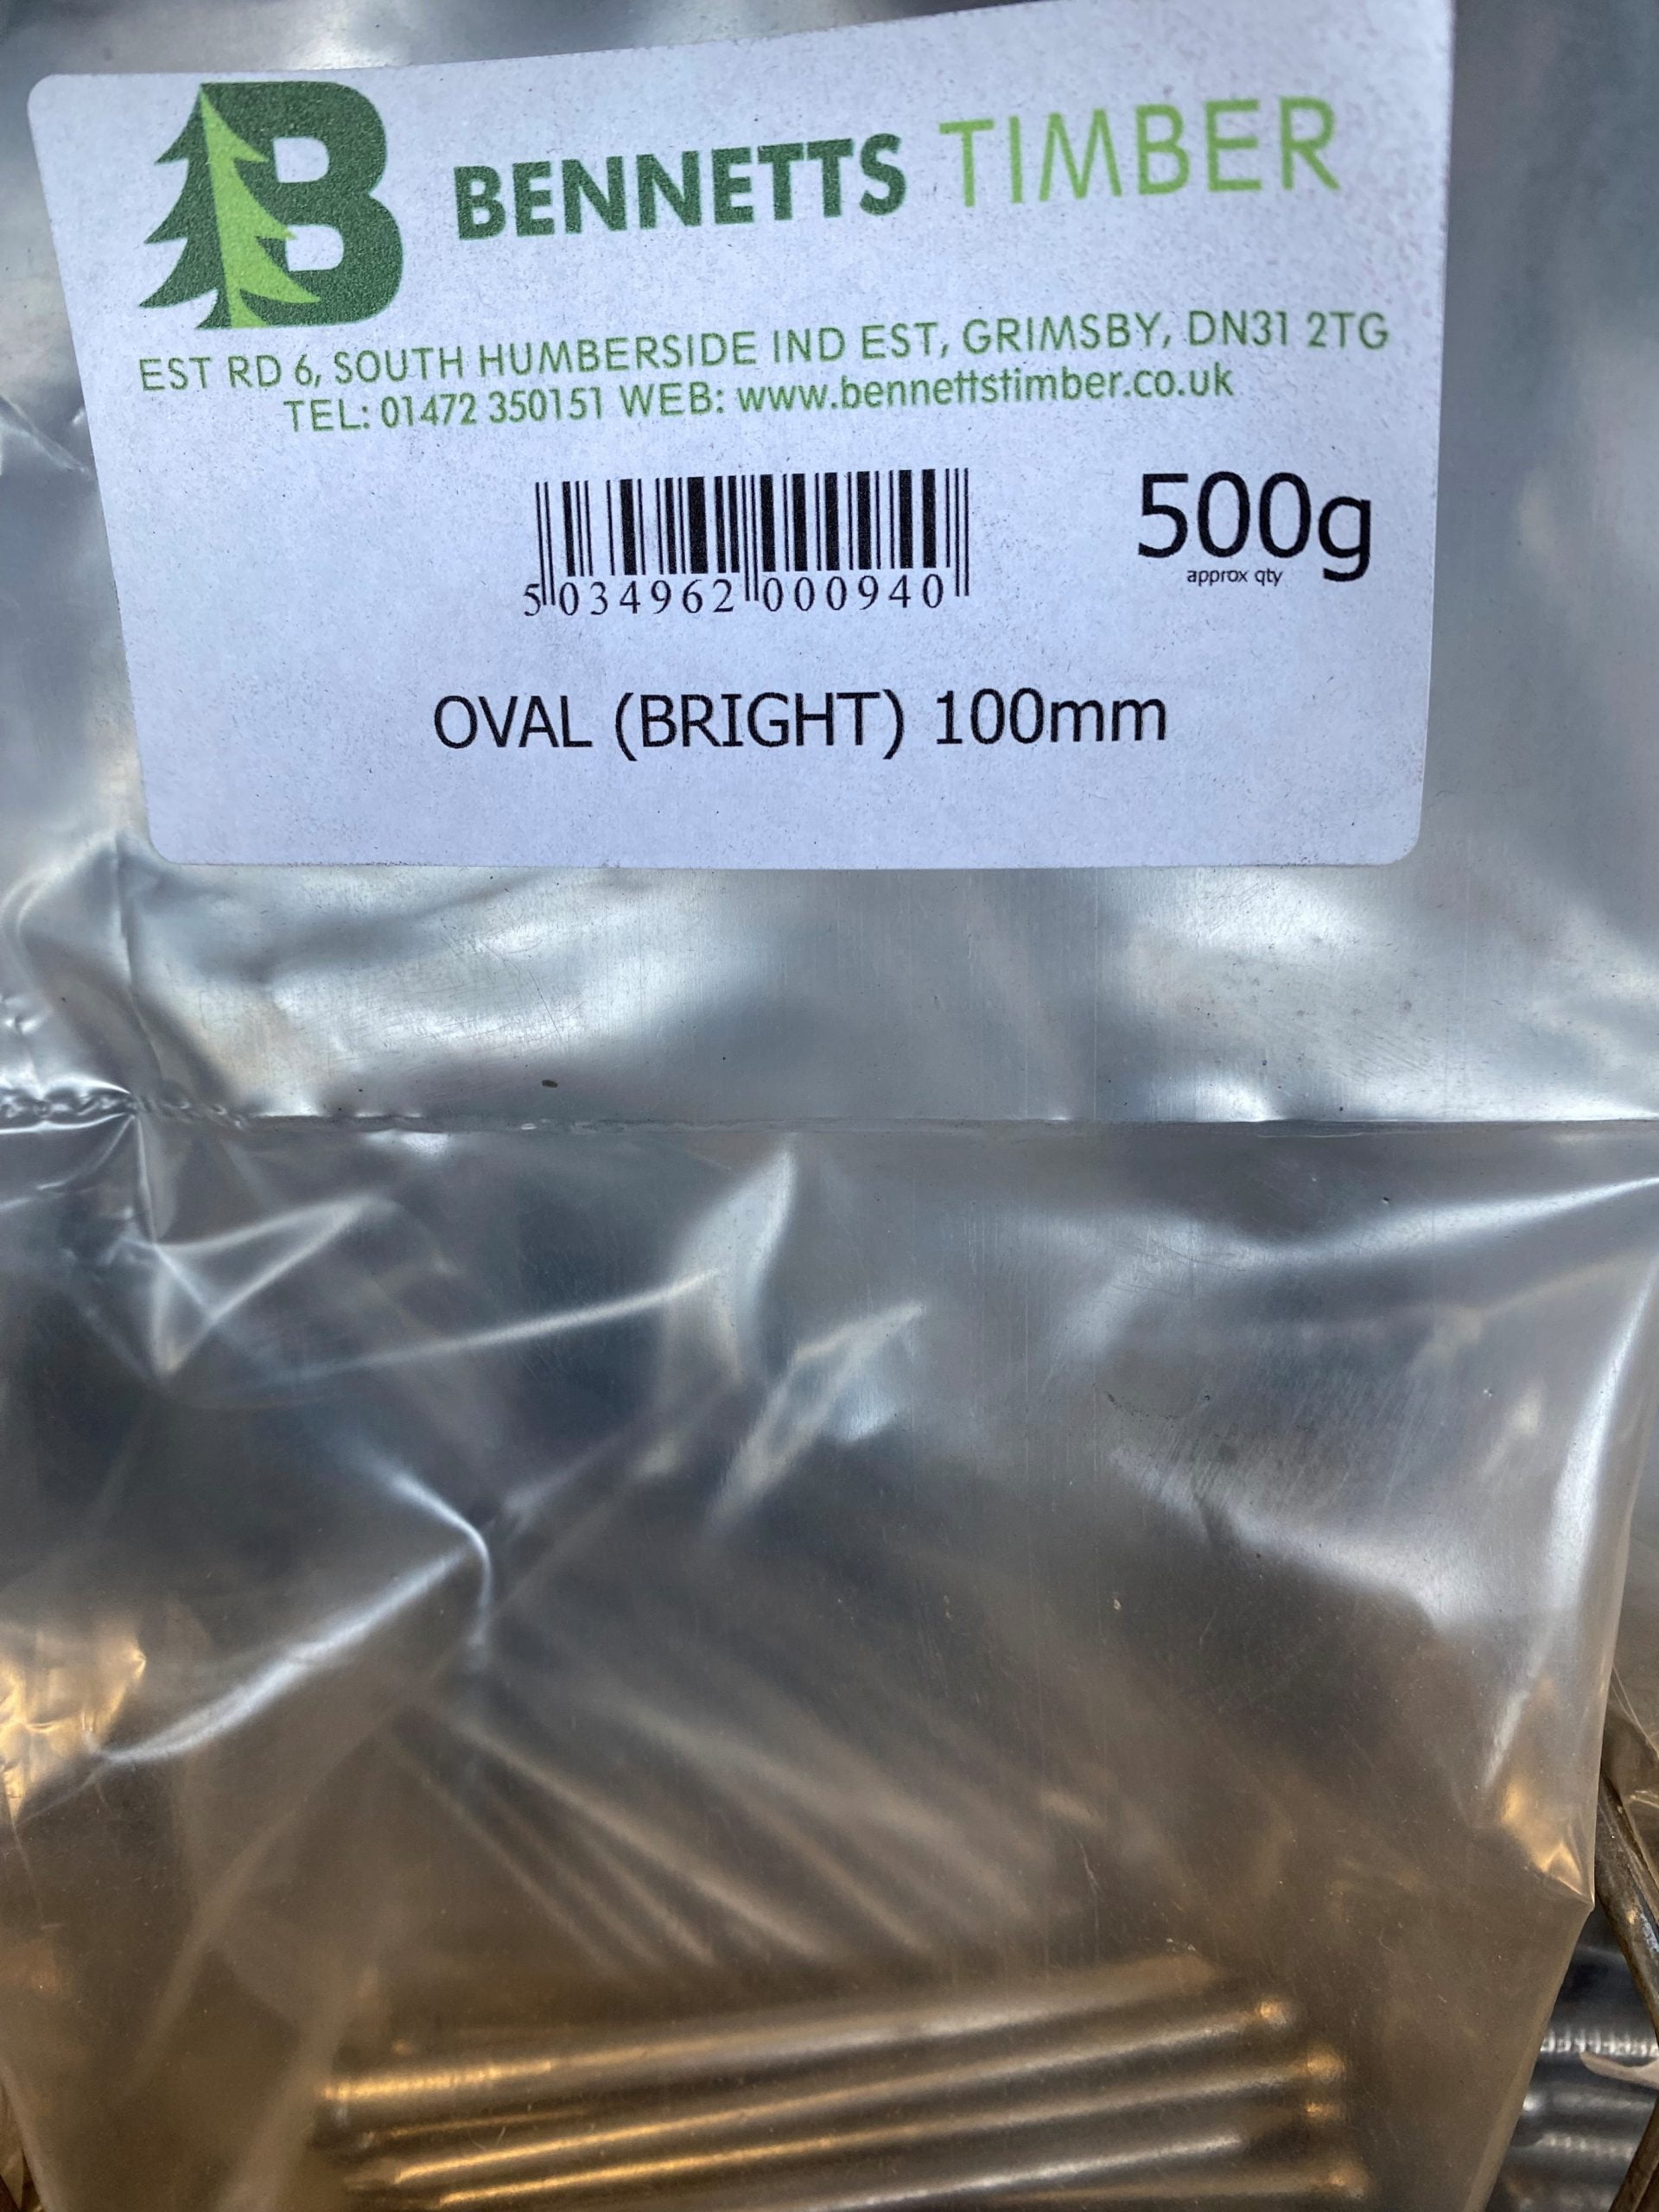 B BENNETTS TIMBER
EST RD 6, SOUTH HUMBERSIDE IND EST, GRIMSBY, DN31 2TG
TEL: 01472 350151 WEB: www.bennettstimber.co.uk
500g
approx qty
5 034962 000940
OVAL (BRIGHT) 100mm